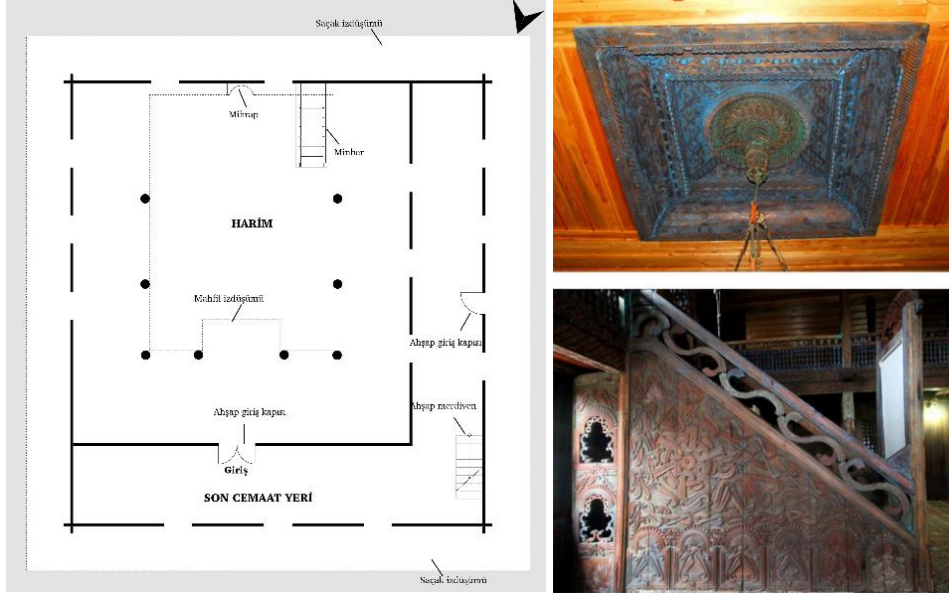 Saçak izdüşümü
Mihrap
Minber
HARİM
Mahfil izdüşümü
Ahşap giriş kapısı
Ahşap merdiven
Ahşap giriş kapısı
Giriş
SON CEMAAT YERİ
Saçak izdüşümü